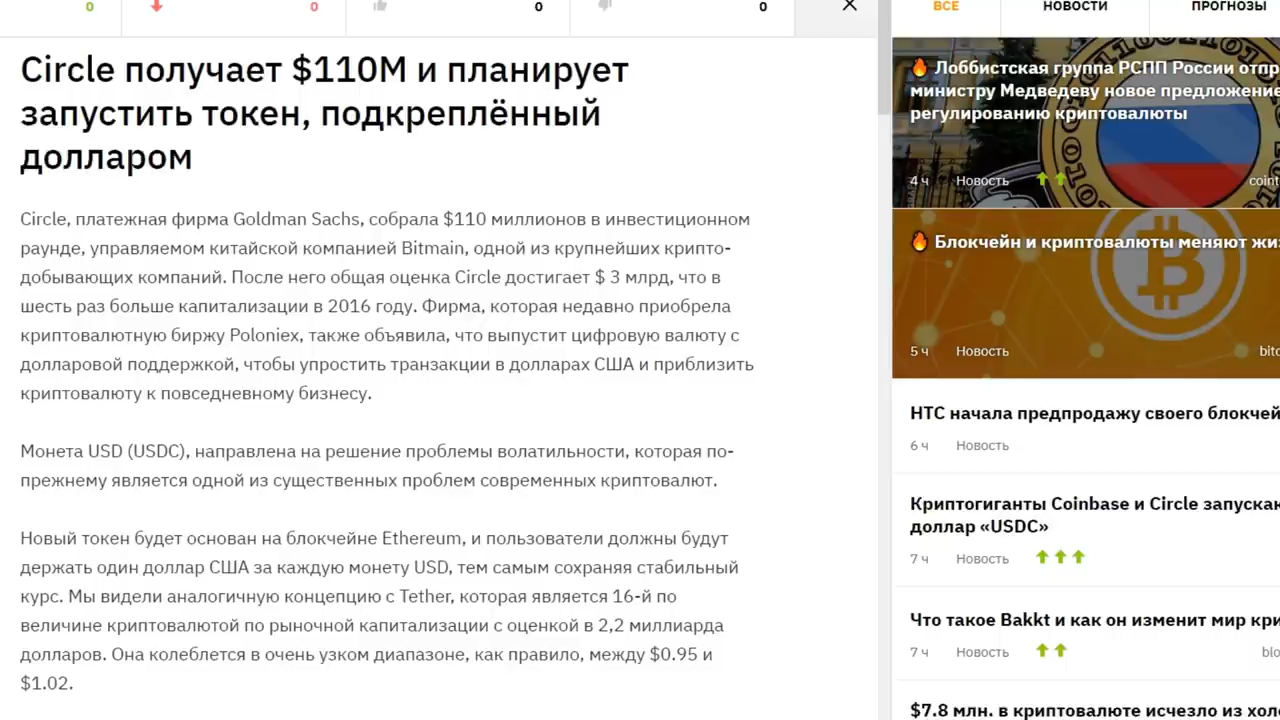 0
0
0
0
Circle получает $110M и планирует
запустить токен, подкреплённый
долларом
Circle, платежная фирма Goldman Sachs, собрала $110 миллионов в инвестиционном
раунде, управляемом китайской компанией Bitmain, одной из крупнейших крипто-
добывающих компаний. После него общая оценка Circle достигает $ 3 млрд, что в
шесть раз больше капитализации в 2016 году. Фирма, которая недавно приобрела
криптовалютную биржу Poloniex, также объявила, что выпустит цифровую валюту с
долларовой поддержкой, чтобы упростить транзакции в долларах США и приблизить
криптовалюту к повседневному бизнесу.
Монета USD (USDC), направлена на решение проблемы волатильности, которая по-
прежнему является одной из существенных проблем современных криптовалют.
Новый токен будет основан на блокчейне Ethereum, и пользователи должны будут
держать один доллар США за каждую монету USD, тем самым сохраняя стабильный
курс. Мы видели аналогичную концепцию с Tether, которая является 16-й по
величине криптовалютой по рыночной капитализации с оценкой в 2,2 миллиарда
долларов. Она колеблется в очень узком диапазоне, как правило, между $0.95 и
$1.02.
ВСЕ
НОВОСТИ
ПРОГНОЗЫ
Лоббистская группа РСПП России отпр
министру Медведеву новое предложение
регулированию криптовалюты
4 ч Новость coint
Блокчейн и криптовалюты меняют жиз
5 ч Новость bitc
HTC начала предпродажу своего блокчей
6 ч Новость
Криптогиганты Coinbase и Circle запускаю
доллар «USDC»
7 ч Новость
Что такое Bakkt и как он изменит мир кри
7 ч Новость blo
$7.8 млн. в криптовалюте исчезло из холо